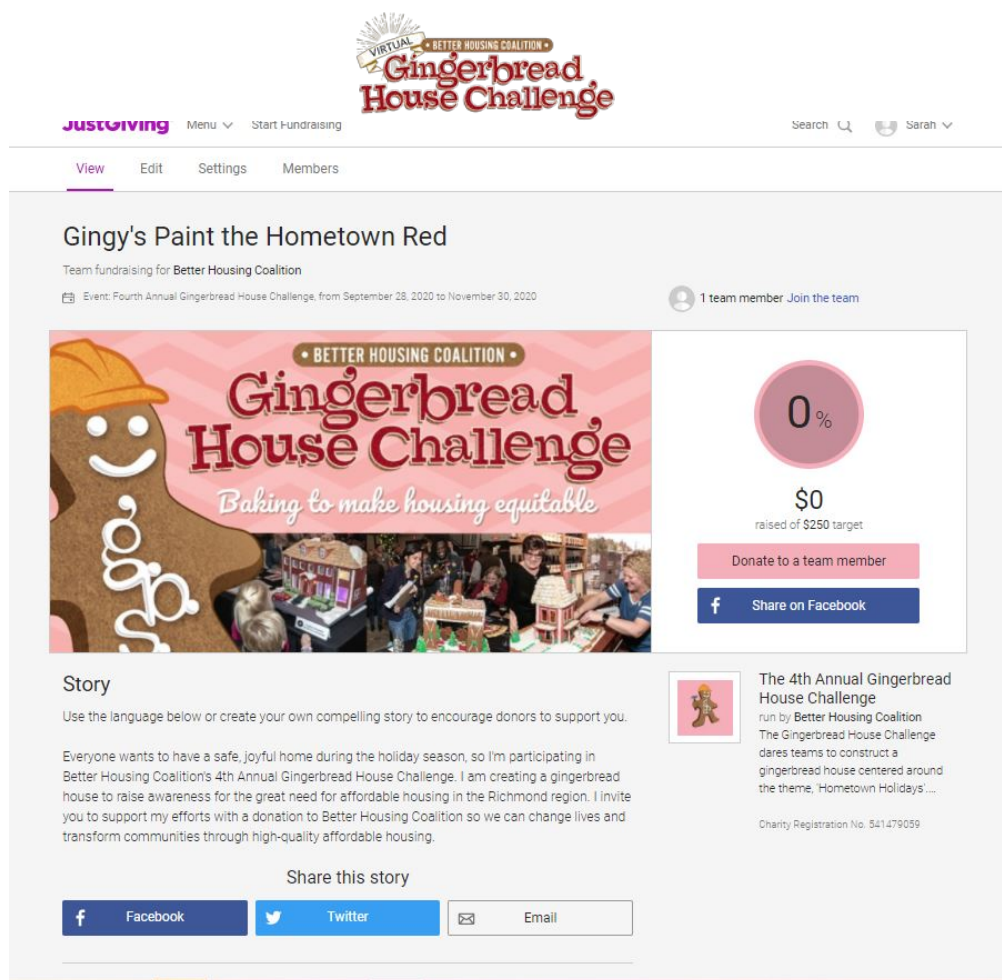 VIRTUAL
• BETTER HOUSING COALITION •
Gingerbread
House Challenge
JustGiving Menu Start Fundraising Search Sarah
View Edit Settings Members
Gingy's Paint the Hometown Red
Team fundraising for Better Housing Coalition
Event: Fourth Annual Gingerbread House Challenge, from September 28, 2020 to November 30, 2020
1 team member Join the team
• BETTER HOUSING COALITION •
Gingerbread
House Challenge
Baking to make housing equitable
0 %
$0
raised of $250 target
Donate to a team member
f Share on Facebook
Story
Use the language below or create your own compelling story to encourage donors to support you.
Everyone wants to have a safe, joyful home during the holiday season, so I'm participating in
Better Housing Coalition's 4th Annual Gingerbread House Challenge. I am creating a gingerbread
house to raise awareness for the great need for affordable housing in the Richmond region. I invite
you to support my efforts with a donation to Better Housing Coalition so we can change lives and
transform communities through high-quality affordable housing.
Share this story
f Facebook Twitter Email
The 4th Annual Gingerbread
House Challenge
run by Better Housing Coalition
The Gingerbread House Challenge
dares teams to construct a
gingerbread house centered around
the theme, 'Hometown Holidays'....
Charity Registration No. 541479059